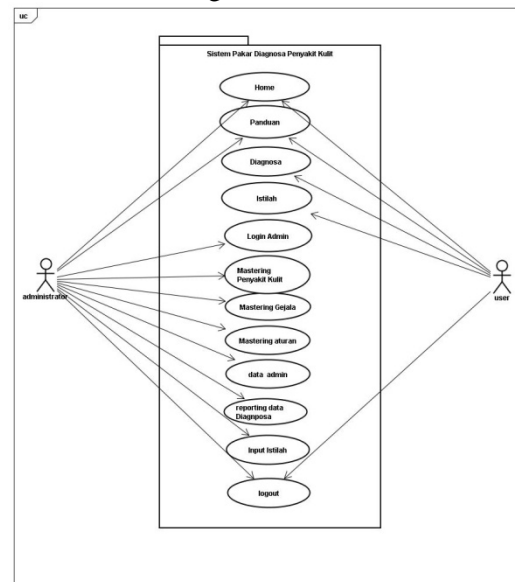 uc
Sistem Pakar Diagnosa Penyakit Kulit
Home
Panduan
Diagnosa
Istilah
Login Admin
Mastering
Penyakit Kulit
Mastering Gejala
Mastering aturan
data admin
reporting data
Diagnposa
Input Istilah
logout
administrator
user